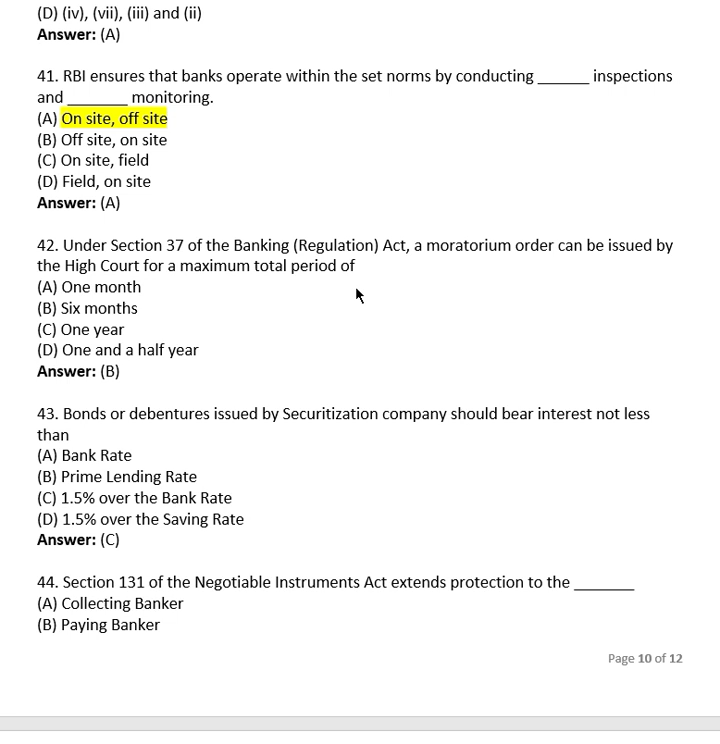 (D) (iv), (vii), (iii) and (ii)
Answer: (A)
41. RBI ensures that banks operate within the set norms by conducting ______ inspections
and _______ monitoring.
(A) On site, off site
(B) Off site, on site
(C) On site, field
(D) Field, on site
Answer: (A)
42. Under Section 37 of the Banking (Regulation) Act, a moratorium order can be issued by
the High Court for a maximum total period of
(A) One month
(B) Six months
(C) One year
(D) One and a half year
Answer: (B)
43. Bonds or debentures issued by Securitization company should bear interest not less
than
(A) Bank Rate
(B) Prime Lending Rate
(C) 1.5% over the Bank Rate
(D) 1.5% over the Saving Rate
Answer: (C)
44. Section 131 of the Negotiable Instruments Act extends protection to the _______
(A) Collecting Banker
(B) Paying Banker
Page 10 of 12